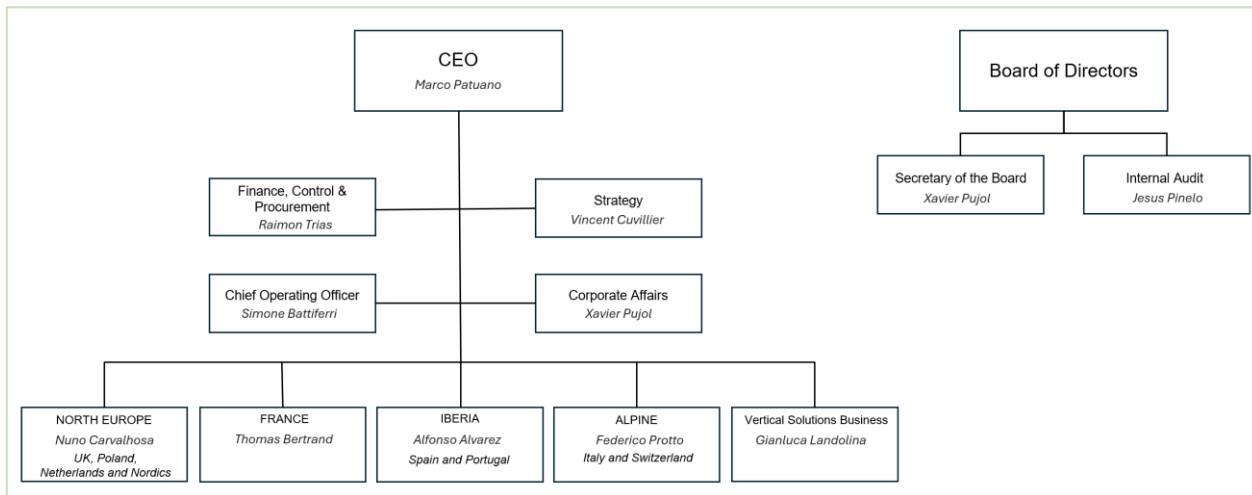 CEO
Marco Patuano
Board of Directors
Finance, Control &
Procurement
Raimon Trias
Strategy
Vincent Cuvillier
Secretary of the Board
Xavier Pujol
Internal Audit
Jesus Pinelo
Chief Operating Officer
Simone Battiferri
Corporate Affairs
Xavier Pujol
NORTH EUROPE
Nuno Carvalhosa
UK, Poland,
Netherlands and Nordics
FRANCE
Thomas Bertrand
IBERIA
Alfonso Alvarez
Spain and Portugal
ALPINE
Federico Protto
Italy and Switzerland
Vertical Solutions Business
Gianluca Landolina